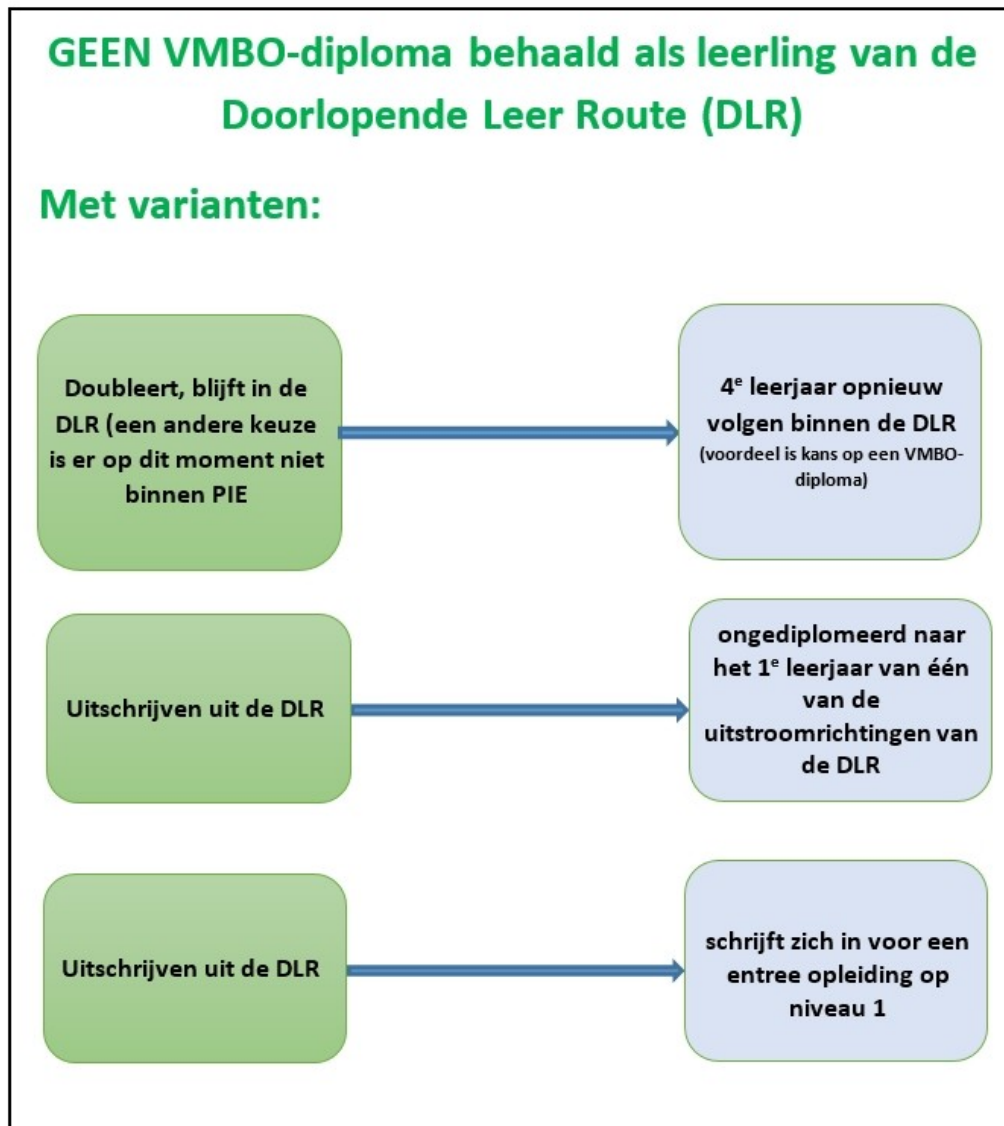 GEEN VMBO-diploma behaald als leerling van de
Doorlopende Leer Route (DLR)
Met varianten:
Doubleert, blijft in de
DLR (een andere keuze
is er op dit moment niet
binnen PIE
4e leerjaar opnieuw
volgen binnen de DLR
(voordeel is kans op een VMBO-
diploma)
Uitschrijven uit de DLR
ongediplomeerd naar
het 1e leerjaar van één
van de
uitstroomrichtingen van
de DLR
Uitschrijven uit de DLR
schrijft zich in voor een
entree opleiding op
niveau 1